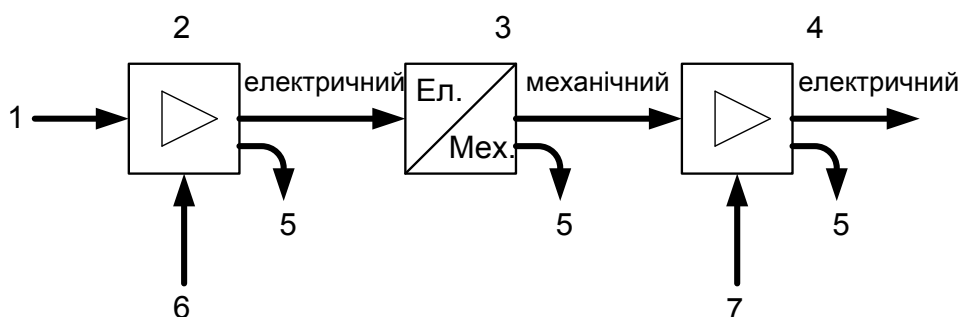 2 3 4
електричний механічний електричний
Ел.
1
Мех.
5 5 5
6 7